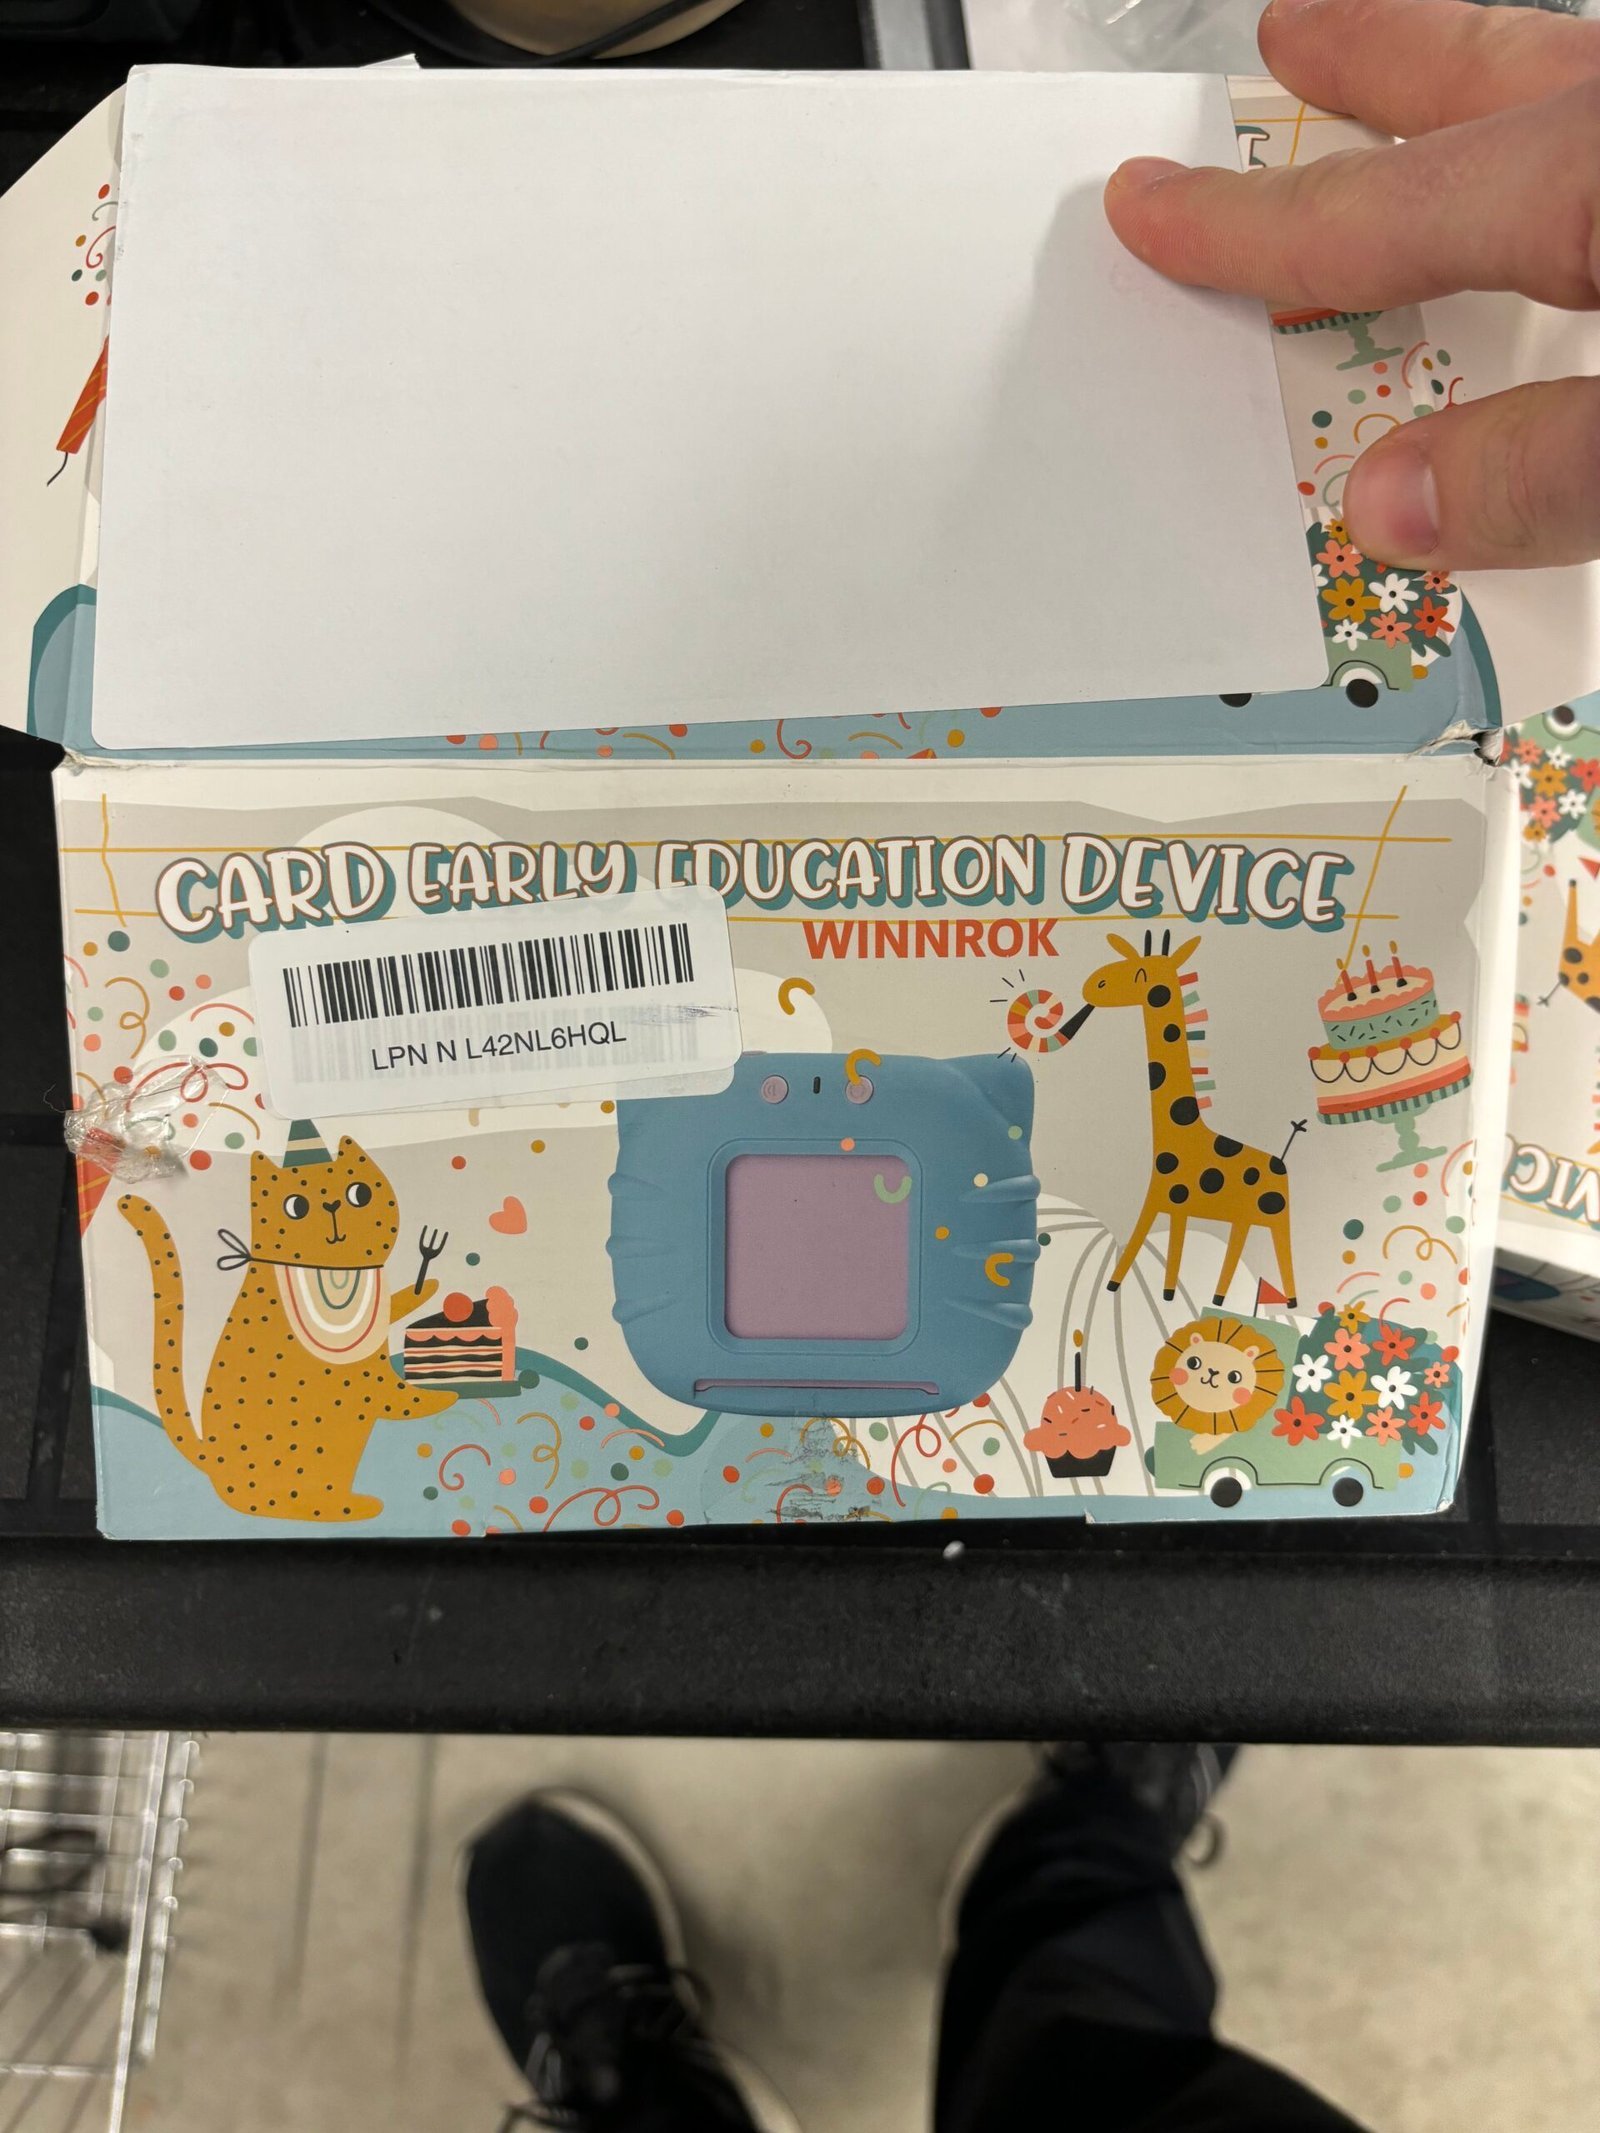 CARD EARLY EDUCATION DEVICE
WINNROK
LPN N L42NL6HQL